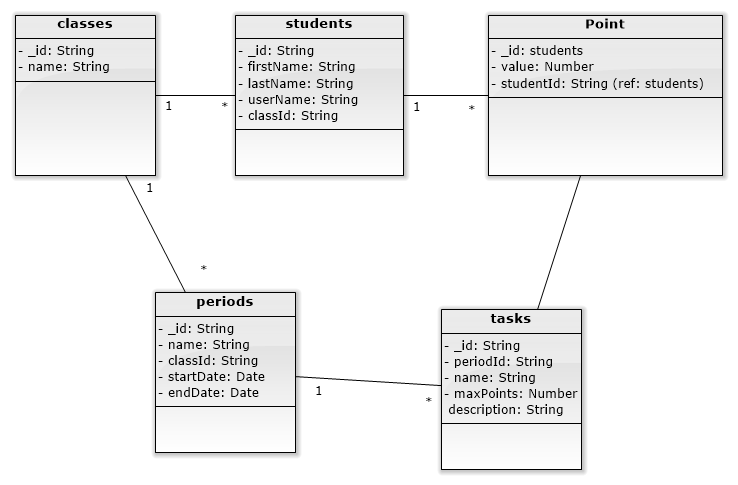 classes
- _id: String
- name: String
students
- _id: String
- firstName: String
- lastName: String
- userName: String
- classId: String
Point
- _id: students
- value: Number
- studentId: String (ref: students)
1
*
1
*
1
*
periods
- _id: String
- name: String
- classId: String
- startDate: Date
- endDate: Date
tasks
- _id: String
- periodId: String
- name: String
- maxPoints: Number
description: String
1
*